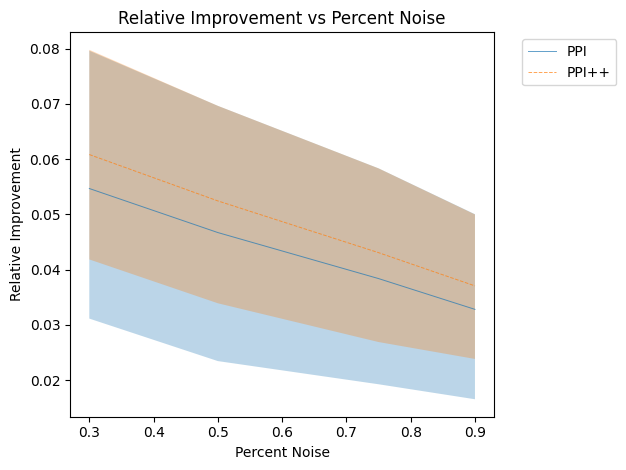 Relative Improvement vs Percent Noise
PPI
PPI++
Relative Improvement
0.08
0.07
0.06
0.05
0.04
0.03
0.02
0.3 0.4 0.5 0.6 0.7 0.8 0.9
Percent Noise